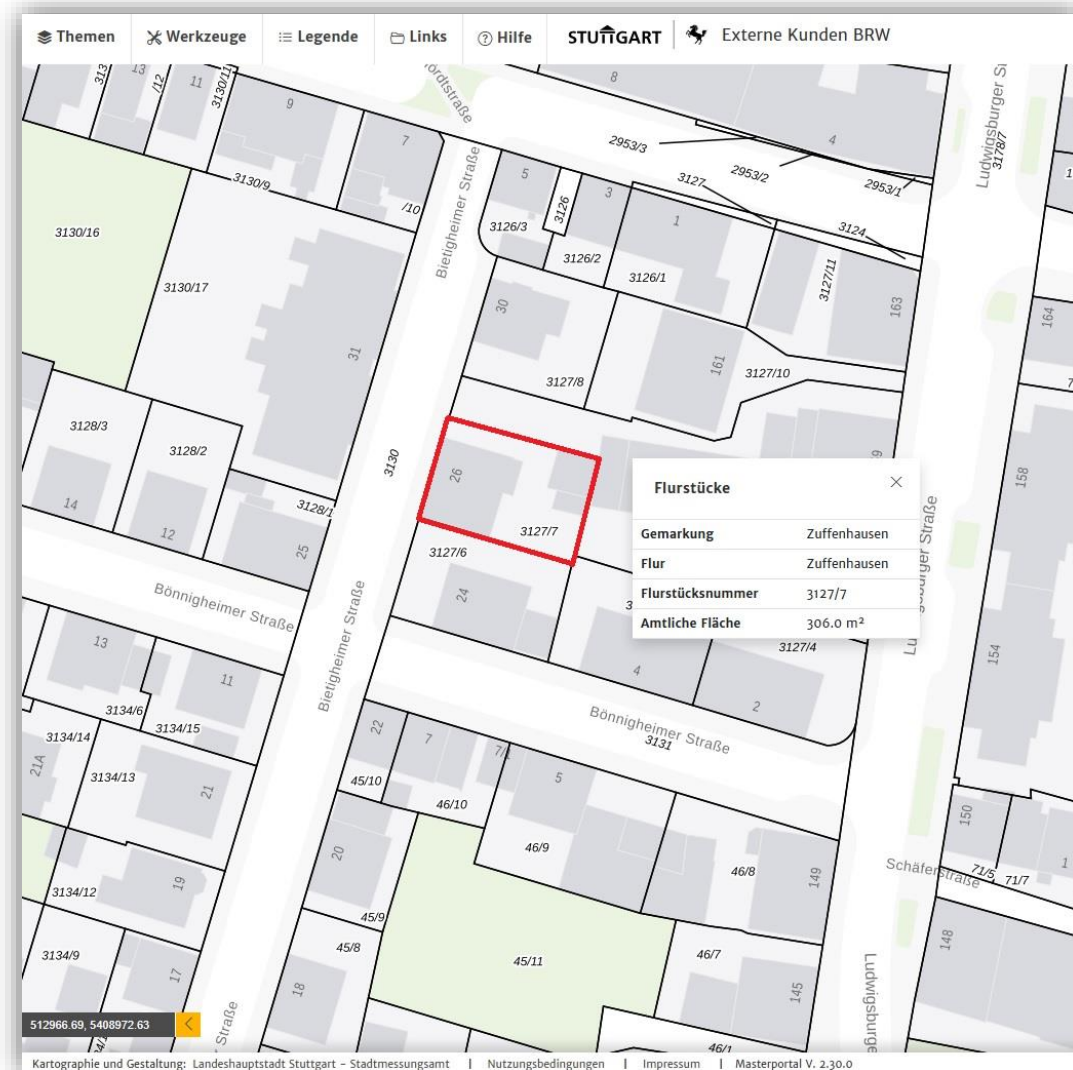 Themen Werkzeuge Legende Links Hilfe STUTTGART Externe Kunden BRW
313 13 /12 11 3130/11 9 7 8 4
Ludwigsburger St
3178/7
2953/3 2953/2 2953/1
3130/9 /10 5 3126 3 3127 1 3124
Bietigheimer Straße
3130/16 3126/3 3126/2 3126/1 3127/11
3130/17 30 163 164
31 3127/8 161 3127/10
3128/3 3128/2 3130 26 158
14 12 3128/1 25 3127/7
3127/6 24
Flurstücke
Gemarkung Zuffenhausen
Flur Zuffenhausen
Flurstücksnummer 3127/7
Amtliche Fläche 306.0 m²
Bönnigheimer Straße
Bietigheimer Straße
13 11 4 3127/4 2 154
3134/6 3134/15
Bönnigheimer Straße
3131
3134/14 3134/13 21A 21 22 7 5
45/10 46/10 46/9 150 1
20 46/8 149
Schäferstraße
71/5 71/7
3134/12 19 45/9
3134/9 17 45/8 18 45/11 46/7 145 148
Ludwigsburge
46/1
512966.69, 5408972.63
Kartographie und Gestaltung: Landeshauptstadt Stuttgart – Stadtmessungsamt | Nutzungsbedingungen | Impressum | Masterportal V. 2.30.0